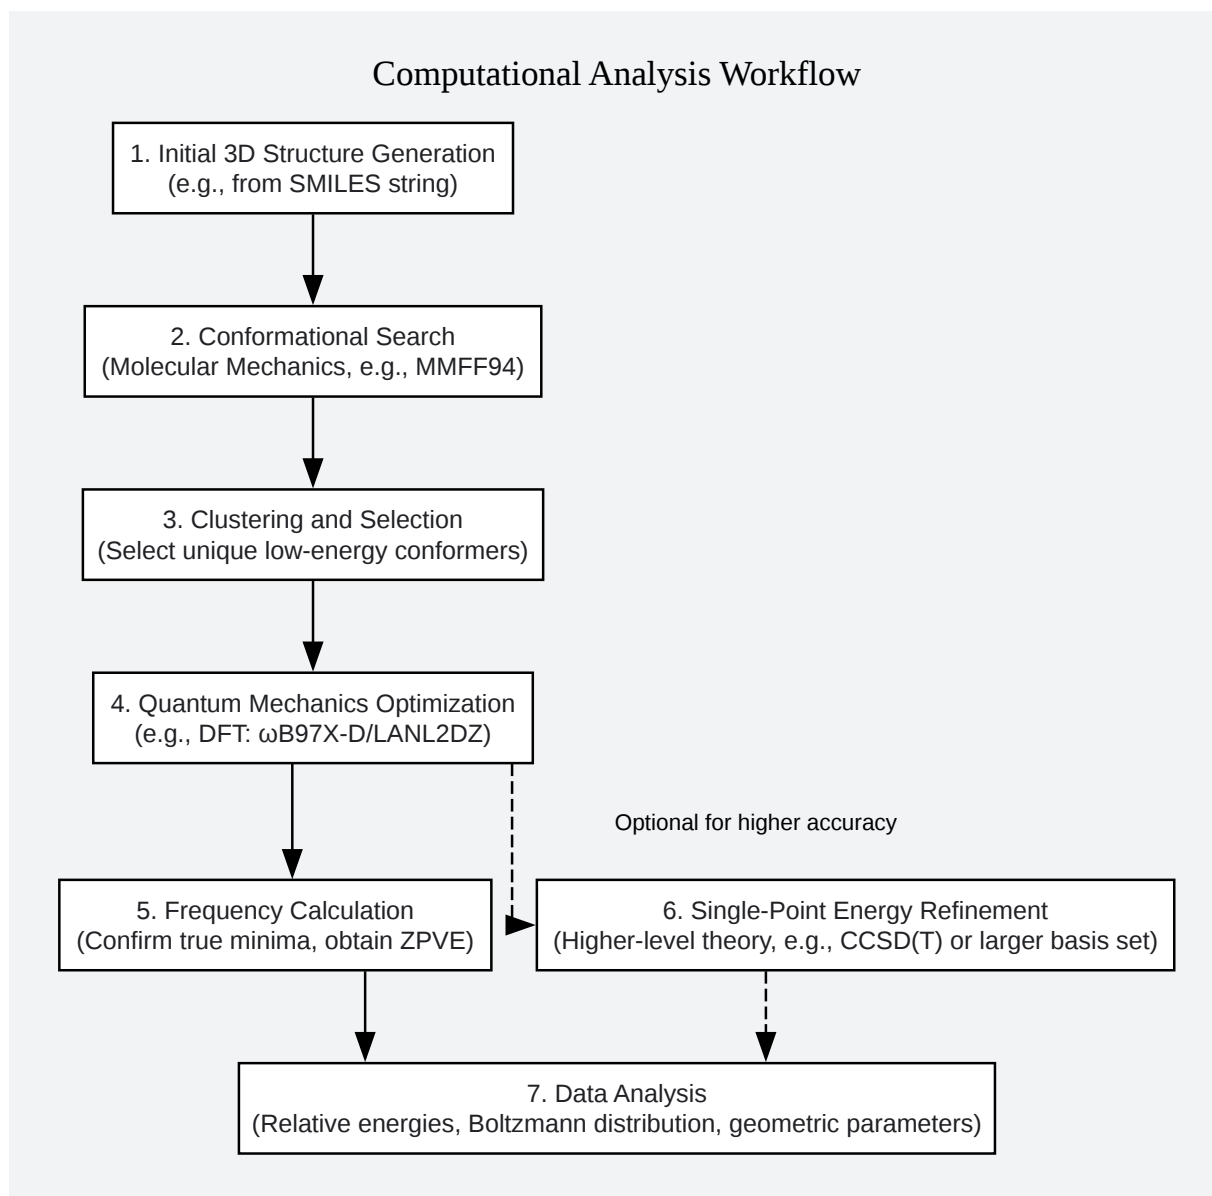 Computational Analysis Workflow
1. Initial 3D Structure Generation
(e.g., from SMILES string)
2. Conformational Search
(Molecular Mechanics, e.g., MMFF94)
3. Clustering and Selection
(Select unique low-energy conformers)
4. Quantum Mechanics Optimization
(e.g., DFT: ωB97X-D/LANL2DZ)
Optional for higher accuracy
5. Frequency Calculation
(Confirm true minima, obtain ZPVE)
6. Single-Point Energy Refinement
(Higher-level theory, e.g., CCSD(T) or larger basis set)
7. Data Analysis
(Relative energies, Boltzmann distribution, geometric parameters)